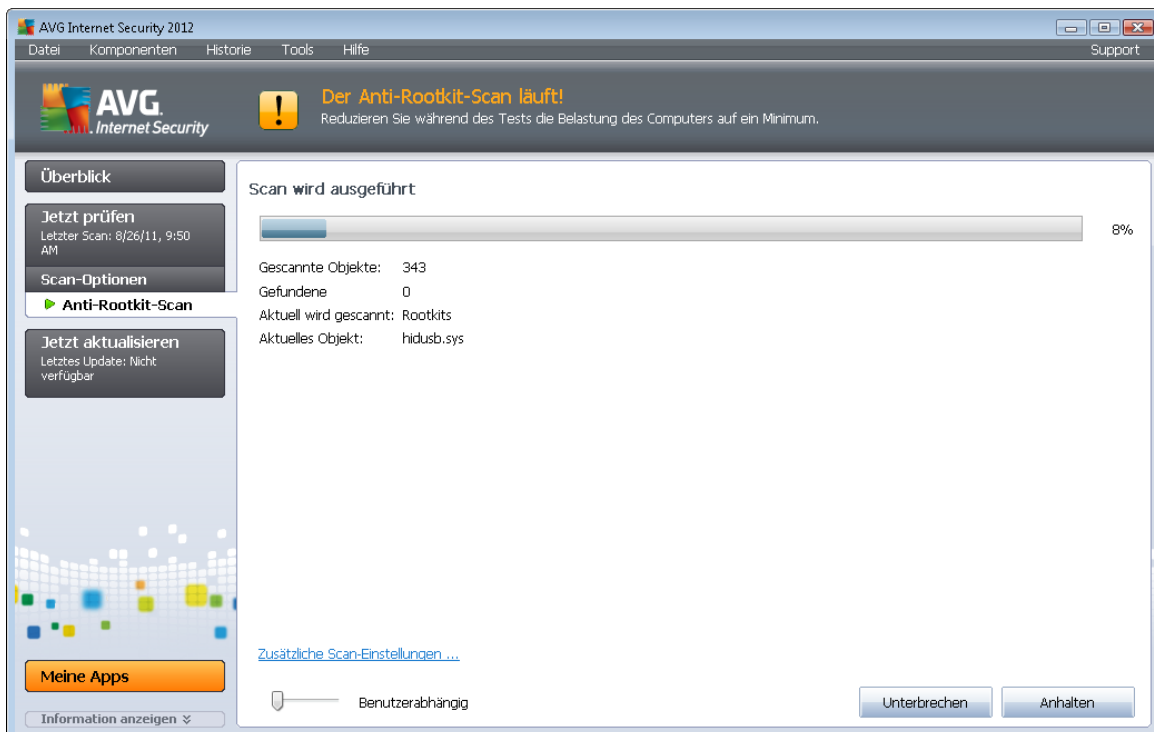 AVG Internet Security 2012
Datei Komponenten Historie Tools Hilfe Support
AVG.
Internet Security
Der Anti-Rootkit-Scan läuft!
Reduzieren Sie während des Tests die Belastung des Computers auf ein Minimum.
Überblick
Jetzt prüfen
Letzter Scan: 8/26/11, 9:50
AM
Scan-Optionen
Anti-Rootkit-Scan
Jetzt aktualisieren
Letztes Update: Nicht
verfügbar
Meine Apps
Information anzeigen
Scan wird ausgeführt
8%
Gescannte Objekte: 343
Gefundene 0
Aktuell wird gescannt: Rootkits
Aktuelles Objekt: hidusb.sys
Zusätzliche Scan-Einstellungen ...
Benutzerabhängig
Unterbrechen Anhalten